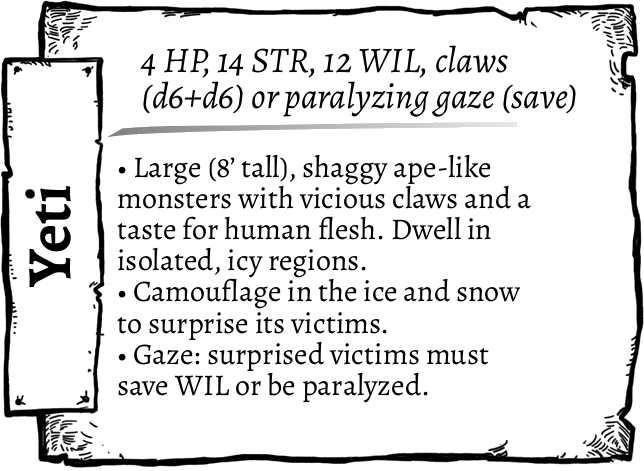 Yeti
4 HP, 14 STR, 12 WIL, claws
(d6+d6) or paralyzing gaze (save)
• Large (8’ tall), shaggy ape-like
monsters with vicious claws and a
taste for human flesh. Dwell in
isolated, icy regions.
• Camouflage in the ice and snow
to surprise its victims.
• Gaze: surprised victims must
save WIL or be paralyzed.